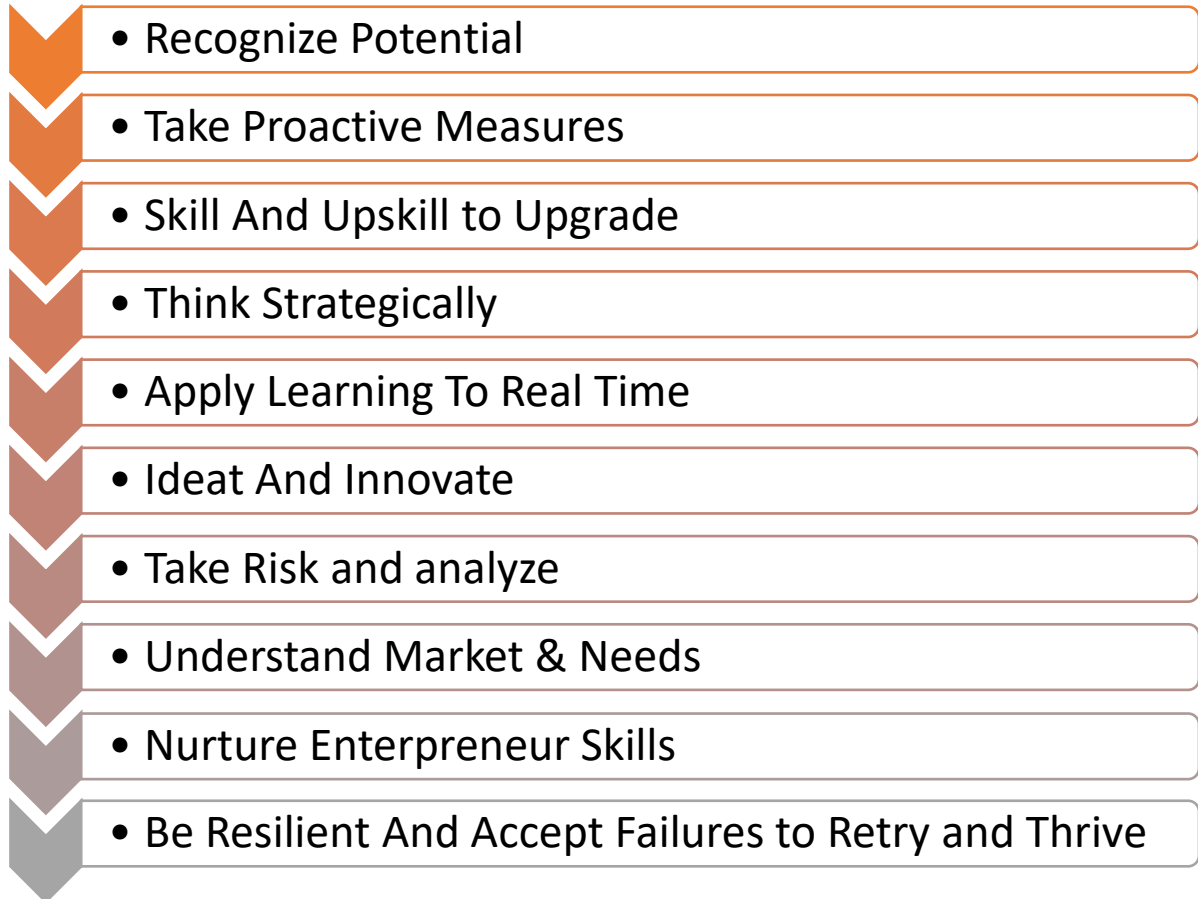 • Recognize Potential
• Take Proactive Measures
• Skill And Upskill to Upgrade
• Think Strategically
• Apply Learning To Real Time
• Ideat And Innovate
• Take Risk and analyze
• Understand Market & Needs
• Nurture Enterpreneur Skills
• Be Resilient And Accept Failures to Retry and Thrive